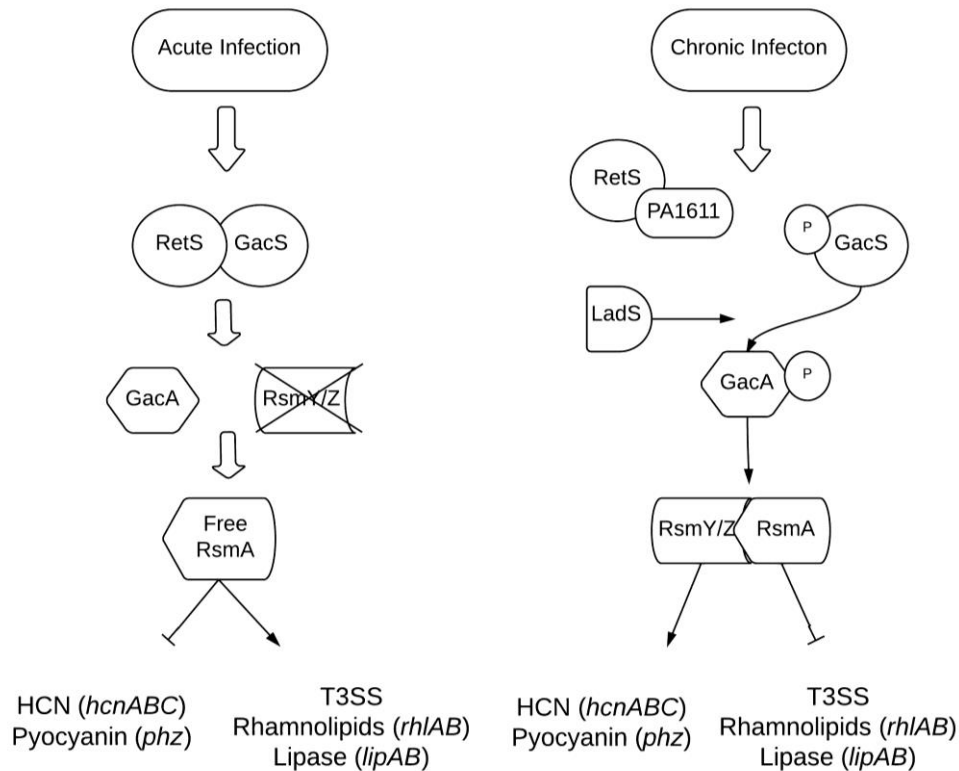 Acute Infection
RetS
GacS
GacA
RsmY/Z
Free
RsmA
HCN (hcnABC)
Pyocyanin (phz)
T3SS
Rhamnolipids (rhlAB)
Lipase (lipAB)
Chronic Infecton
RetS
PA1611
P
GacS
LadS
GacA
P
RsmY/Z
RsmA
HCN (hcnABC)
Pyocyanin (phz)
T3SS
Rhamnolipids (rhlAB)
Lipase (lipAB)